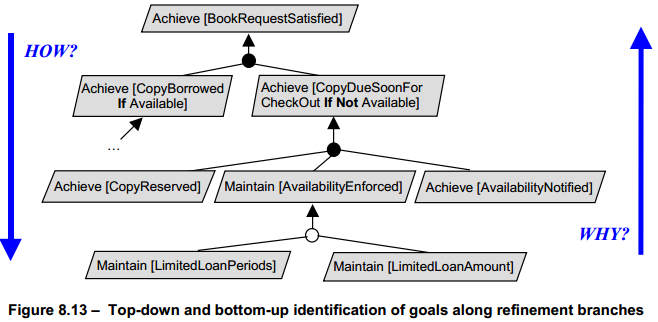 Achieve [BookRequestSatisfied]
HOW?
Achieve [CopyBorrowed
If Available]
Achieve [CopyDueSoonFor
CheckOut If Not Available]
...
Achieve [CopyReserved]
Maintain [AvailabilityEnforced]
Achieve [AvailabilityNotified]
WHY?
Maintain [LimitedLoanPeriods]
Maintain [LimitedLoanAmount]
Figure 8.13 – Top-down and bottom-up identification of goals along refinement branches